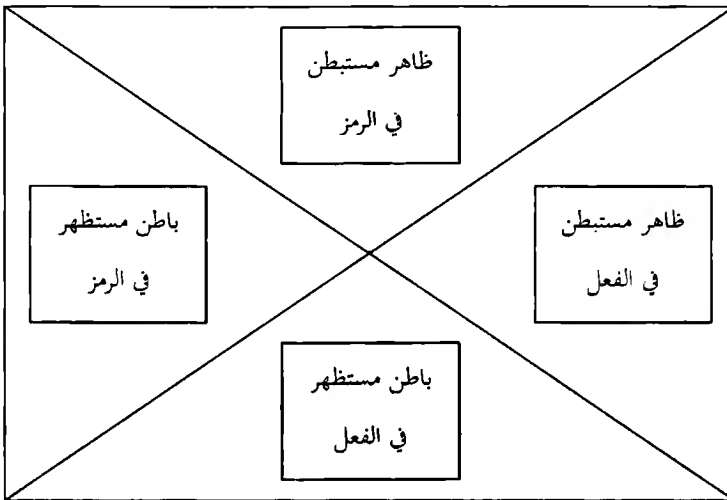 ظاهر مستبطن
في الرمز
ظاهر مستبطن
في الفعل
باطن مستظهر
في الرمز
باطن مستظهر
في الفعل